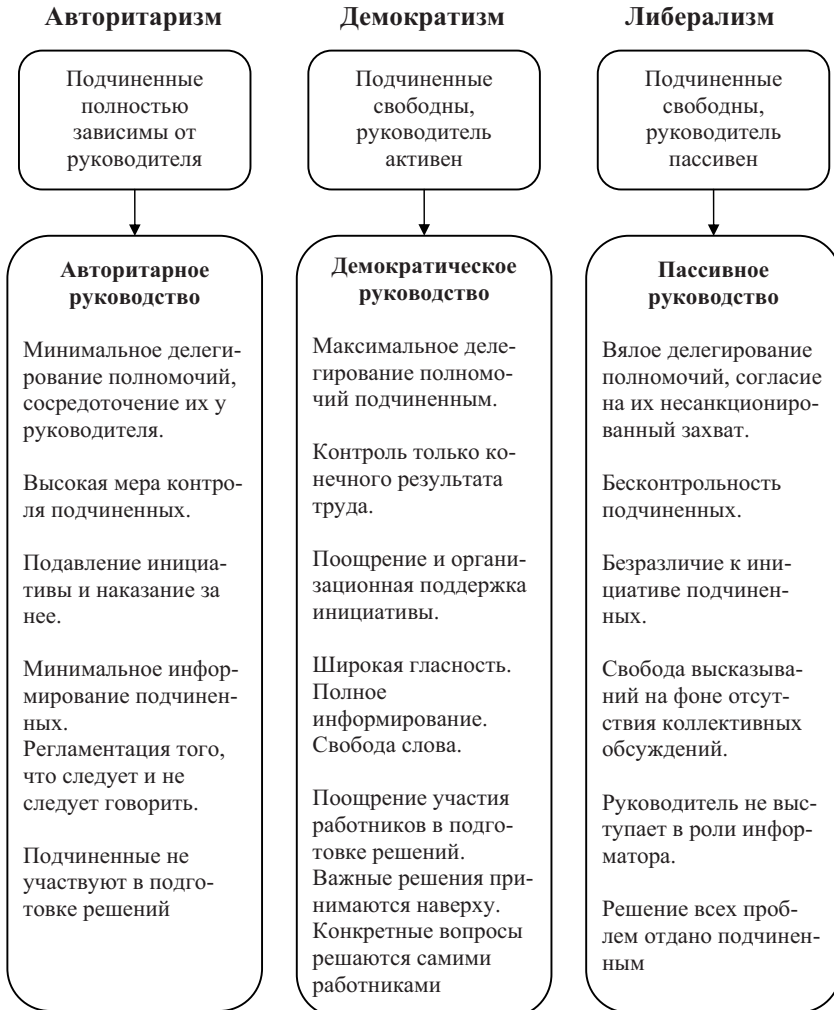 Авторитаризм
Подчиненные
полностью
зависимы от
руководителя
Авторитарное
руководство
Минимальное делеги-
рование полномочий,
сосредоточение их у
руководителя.
Высокая мера контро-
ля подчиненных.
Подавление инициа-
тивы и наказание за
нее.
Минимальное инфор-
мирование подчинен-
ных.
Регламентация того,
что следует и не
следует говорить.
Подчиненные не
участвуют в подго-
товке решений
Демократизм
Подчиненные
свободны,
руководитель
активен
Демократическое
руководство
Максимальное деле-
гирование полномо-
чий подчиненным.
Контроль только ко-
нечного результата
труда.
Поощрение и органи-
зационная поддержка
инициативы.
Широкая гласность.
Полное
информирование.
Свобода слова.
Поощрение участия
работников в подго-
товке решений.
Важные решения при-
нимаются наверху.
Конкретные вопросы
решаются самими
работниками
Либерализм
Подчиненные
свободны,
руководитель
пассивен
Пассивное
руководство
Вялое делегирование
полномочий, согласие
на их несанкциониро-
ванный захват.
Бесконтрольность
подчиненных.
Безразличие к ини-
циативе подчинен-
ных.
Свобода высказыва-
ний на фоне отсут-
ствия коллективных
обсуждений.
Руководитель не выс-
тупает в роли инфор-
матора.
Решение всех проб-
лем отдано подчинен-
ным